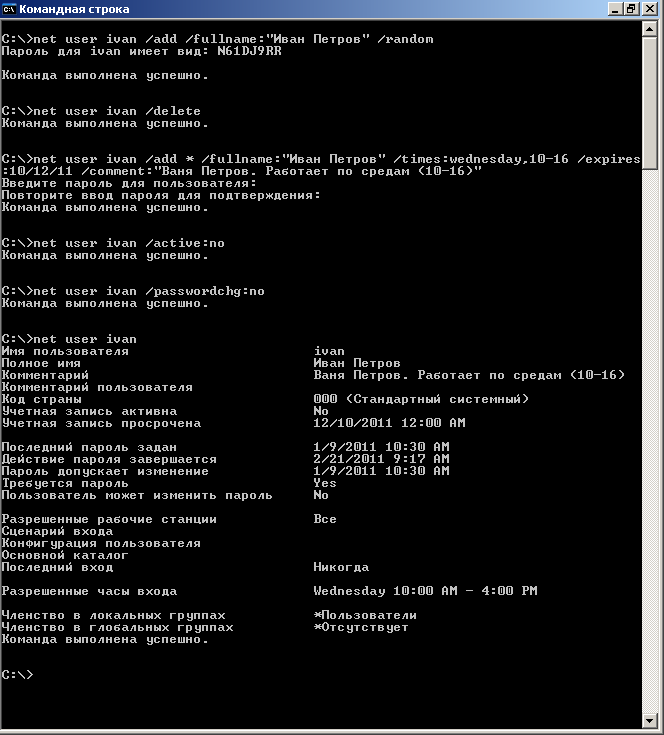 Командная строка
C:\>net user ivan /add /fullname:"Иван Петров" /random
Пароль для ivan имеет вид: N61DJ9RR
Команда выполнена успешно.
C:\>net user ivan /delete
Команда выполнена успешно.
C:\>net user ivan /add * /fullname:"Иван Петров" /times:wednesday,10-16 /expires
:10/12/11 /comment:"Ваня Петров. Работает по средам (10-16)"
Введите пароль для пользователя:
Повторите ввод пароля для подтверждения:
Команда выполнена успешно.
C:\>net user ivan /active:no
Команда выполнена успешно.
C:\>net user ivan /passwordchg:no
Команда выполнена успешно.
C:\>net user ivan
Имя пользователя ivan
Полное имя Иван Петров
Комментарий Ваня Петров. Работает по средам (10-16)
Комментарий пользователя
Код страны 000 (Стандартный системный)
Учетная запись активна No
Учетная запись просрочена 12/10/2011 12:00 AM
Последний пароль задан 1/9/2011 10:30 AM
Действие пароля завершается 2/21/2011 9:17 AM
Пароль допускает изменение 1/9/2011 10:30 AM
Требуется пароль Yes
Пользователь может изменить пароль No
Разрешенные рабочие станции Все
Сценарий входа
Конфигурация пользователя
Основной каталог
Последний вход Никогда
Разрешенные часы входа Wednesday 10:00 AM - 4:00 PM
Членство в локальных группах *Пользователи
Членство в глобальных группах *Отсутствует
Команда выполнена успешно.
C:\>